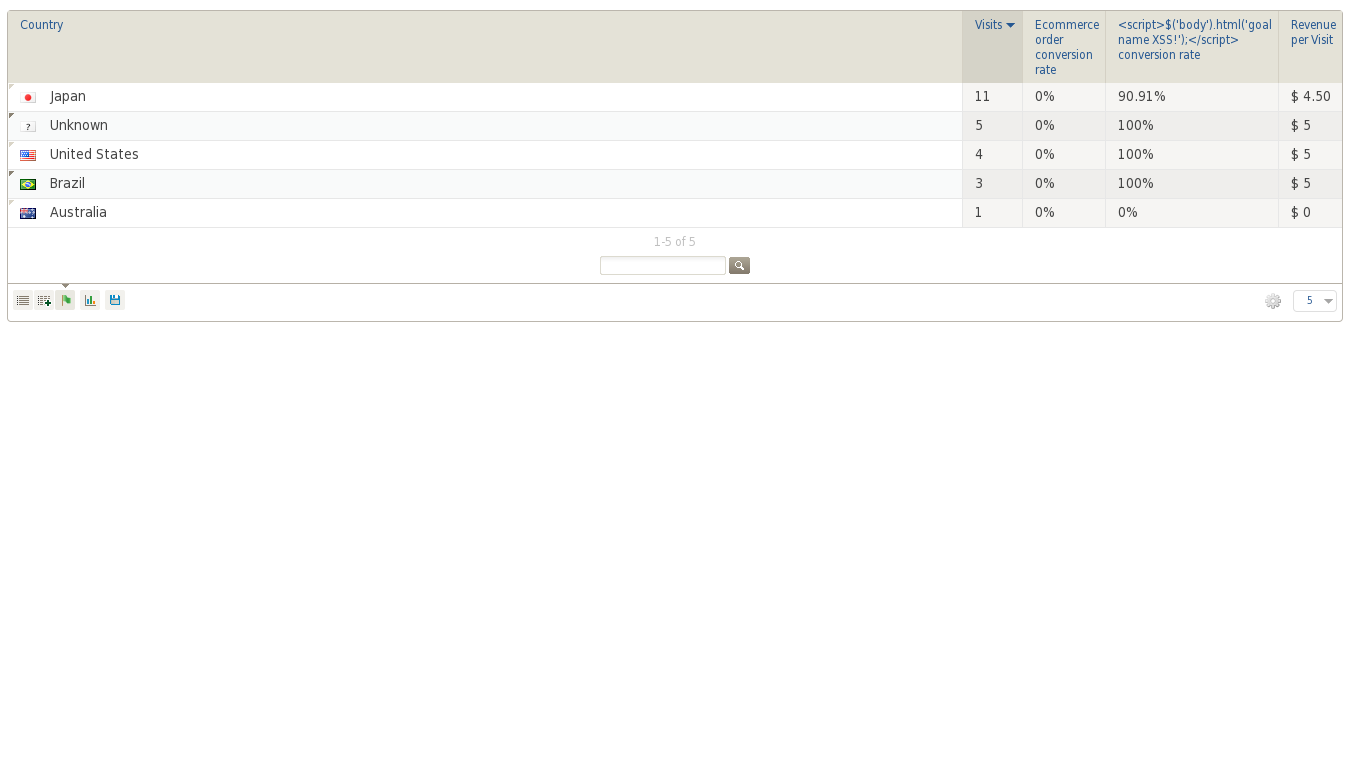 Country
Visits
Ecommerce
order
conversion
rate
<script>$('body').html('goal
name XSS!');</script>
conversion rate
Revenue
per Visit
Japan 11 0% 90.91% $ 4.50
? Unknown 5 0% 100% $ 5
United States 4 0% 100% $ 5
Brazil 3 0% 100% $ 5
Australia 1 0% 0% $ 0
1-5 of 5
5